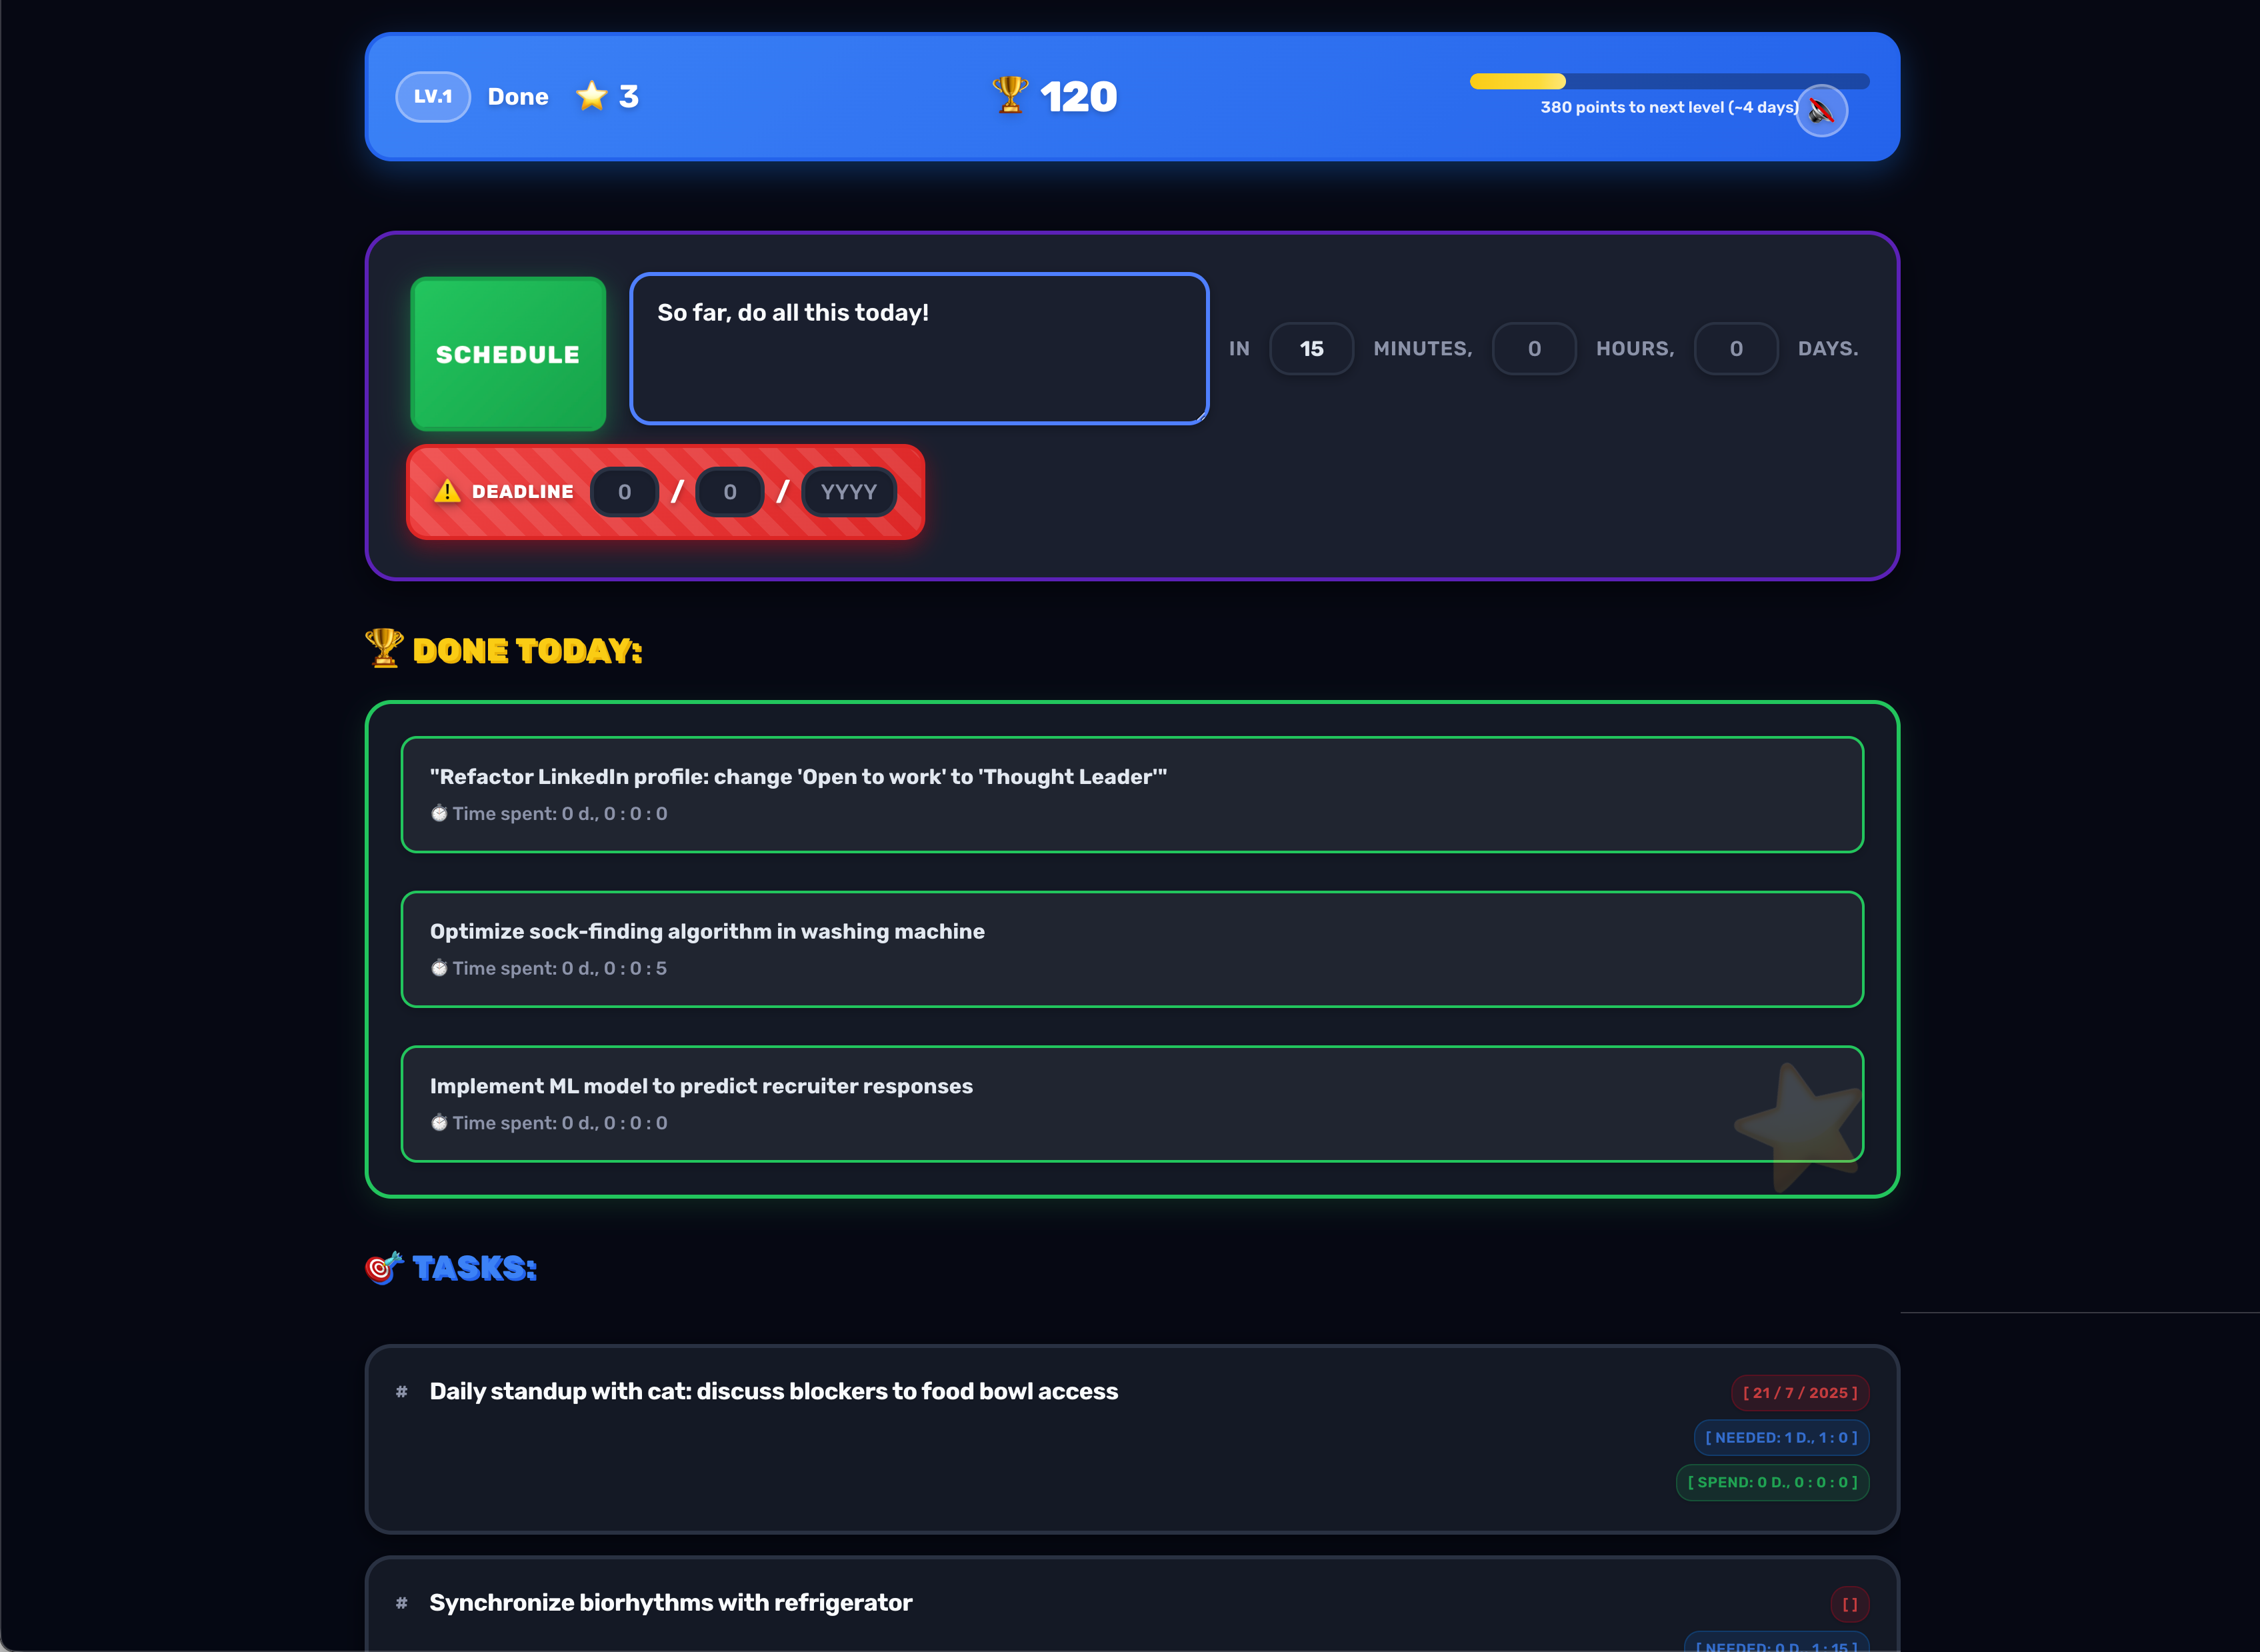 LV.1 Done 3
120
380 points to next level (~4 days)
SCHEDULE
So far, do all this today!
IN 15 MINUTES, 0 HOURS, 0 DAYS.
DEADLINE 0 / 0 / YYYY
DONE TODAY:
"Refactor LinkedIn profile: change 'Open to work' to 'Thought Leader'"
Time spent: 0 d., 0 : 0 : 0
Optimize sock-finding algorithm in washing machine
Time spent: 0 d., 0 : 0 : 5
Implement ML model to predict recruiter responses
Time spent: 0 d., 0 : 0 : 0
TASKS:
# Daily standup with cat: discuss blockers to food bowl access
[ 21 / 7 / 2025 ]
[ NEEDED: 1 D., 1 : 0 ]
[ SPEND: 0 D., 0 : 0 : 0 ]
# Synchronize biorhythms with refrigerator
[ ]
[ NEEDED: 0 D., 1 : 15 ]